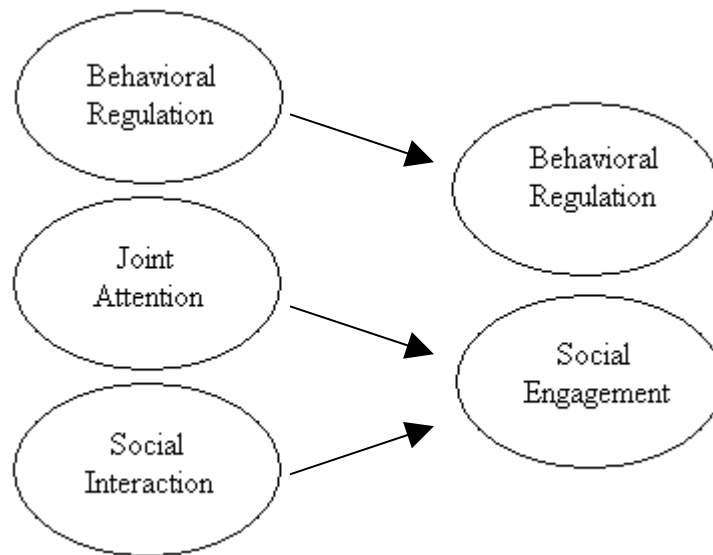 Behavioral
Regulation
Joint
Attention
Social
Interaction
Behavioral
Regulation
Social
Engagement